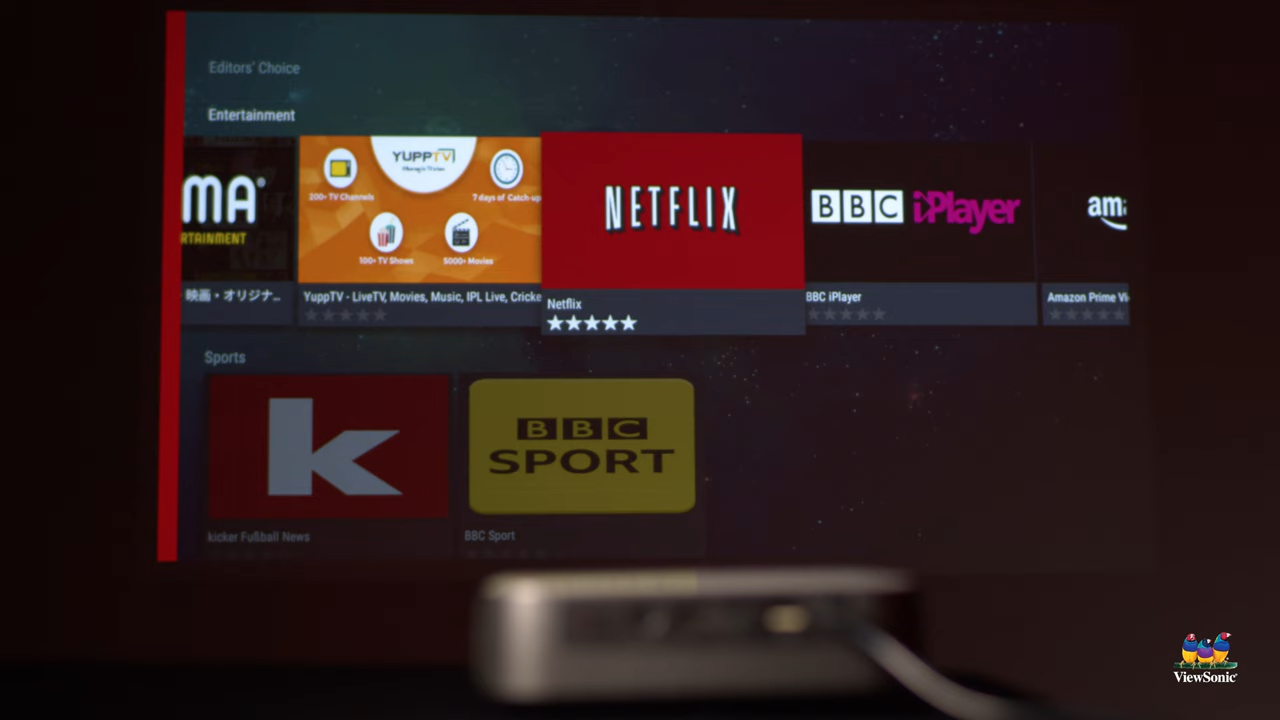 Editors' Choice
Entertainment
MA
RTAINMENT
映画・オリジナ...
YUPPTV
200+ TV Channels
7 days of Catch-up
100+ TV Shows
5000+ Movies
YuppTV - LiveTV, Movies, Music, IPL Live, Cricke
NETFLIX
Netflix
BBC iPlayer
BBC iPlayer
ama
Amazon Prime Vi
Sports
k
kicker Fußball News
BBC
SPORT
BBC Sport
ViewSonic